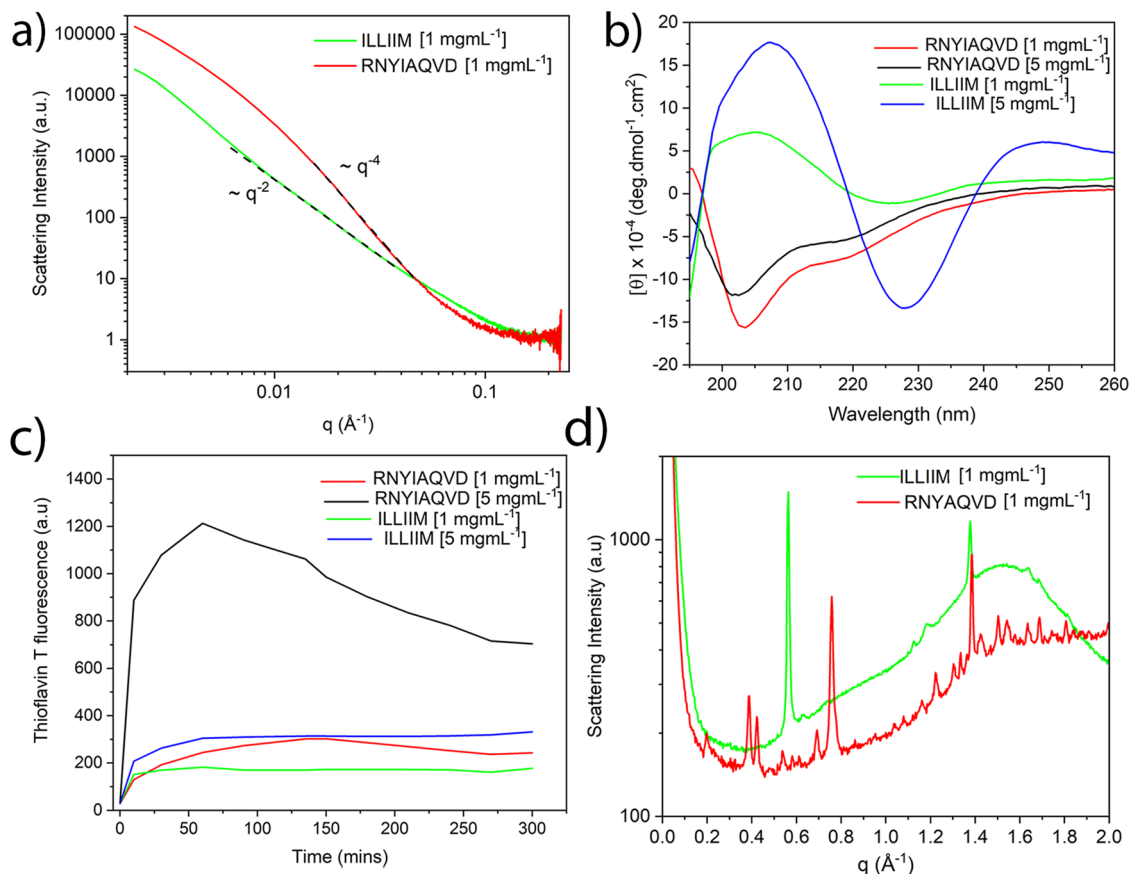 a)
Scattering Intensity (a.u.)
100000
10000
1000
100
10
1
ILLIIM [1 mgmL⁻¹]
RNYIAQVD [1 mgmL⁻¹]
~ q⁻⁴
~ q⁻²
0.01
0.1
q (Å⁻¹)
b)
[θ] x 10⁻⁴ (deg.dmol⁻¹.cm²)
20
15
10
5
0
-5
-10
-15
-20
RNYIAQVD [1 mgmL⁻¹]
RNYIAQVD [5 mgmL⁻¹]
ILLIIM [1 mgmL⁻¹]
ILLIIM [5 mgmL⁻¹]
200 210 220 230 240 250 260
Wavelength (nm)
c)
Thioflavin T fluorescence (a.u)
1400
1200
1000
800
600
400
200
0
RNYIAQVD [1 mgmL⁻¹]
RNYIAQVD [5 mgmL⁻¹]
ILLIIM [1 mgmL⁻¹]
ILLIIM [5 mgmL⁻¹]
0 50 100 150 200 250 300
Time (mins)
d)
Scattering Intensity (a.u)
1000
100
ILLIIM [1 mgmL⁻¹]
RNYAQVD [1 mgmL⁻¹]
0.0 0.2 0.4 0.6 0.8 1.0 1.2 1.4 1.6 1.8 2.0
q (Å⁻¹)